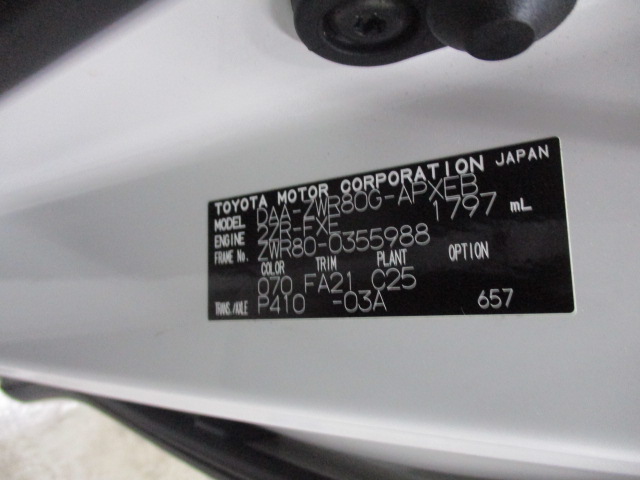 TOYOTA MOTOR CORPORATION JAPAN
MODEL DAA-ZWR80G-APXEB
ENGINE 2ZR-FXE 1797 mL
FRAME No. ZWR80-0355988
COLOR TRIM PLANT OPTION
070 FA21 C25
TRANS./AXLE P410 -03A 657